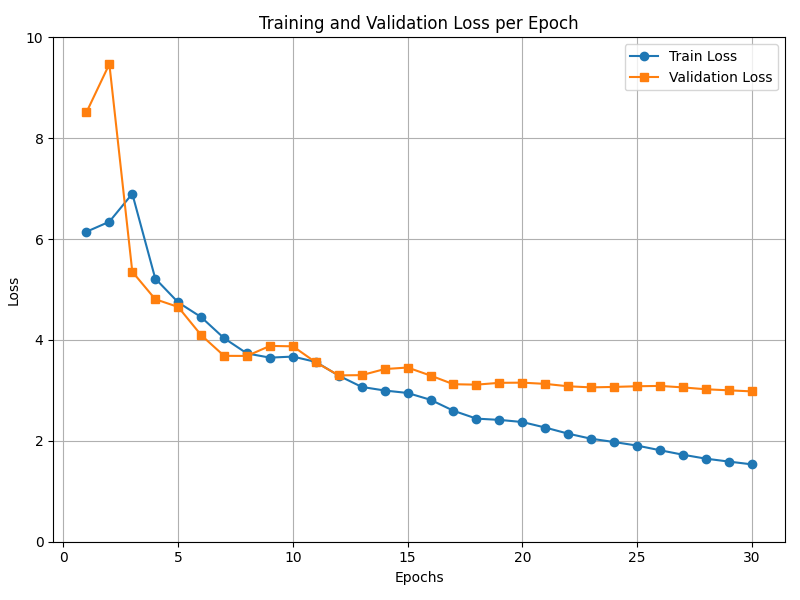 Training and Validation Loss per Epoch
Train Loss
Validation Loss
Loss
10
8
6
4
2
0
0 5 10 15 20 25 30
Epochs